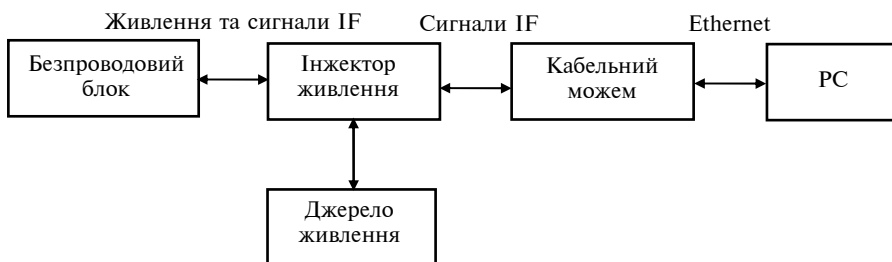 Живлення та сигнали IF
Сигнали IF
Ethernet
Безпроводовий
блок
Інжектор
живлення
Кабельний
можем
PC
Джерело
живлення